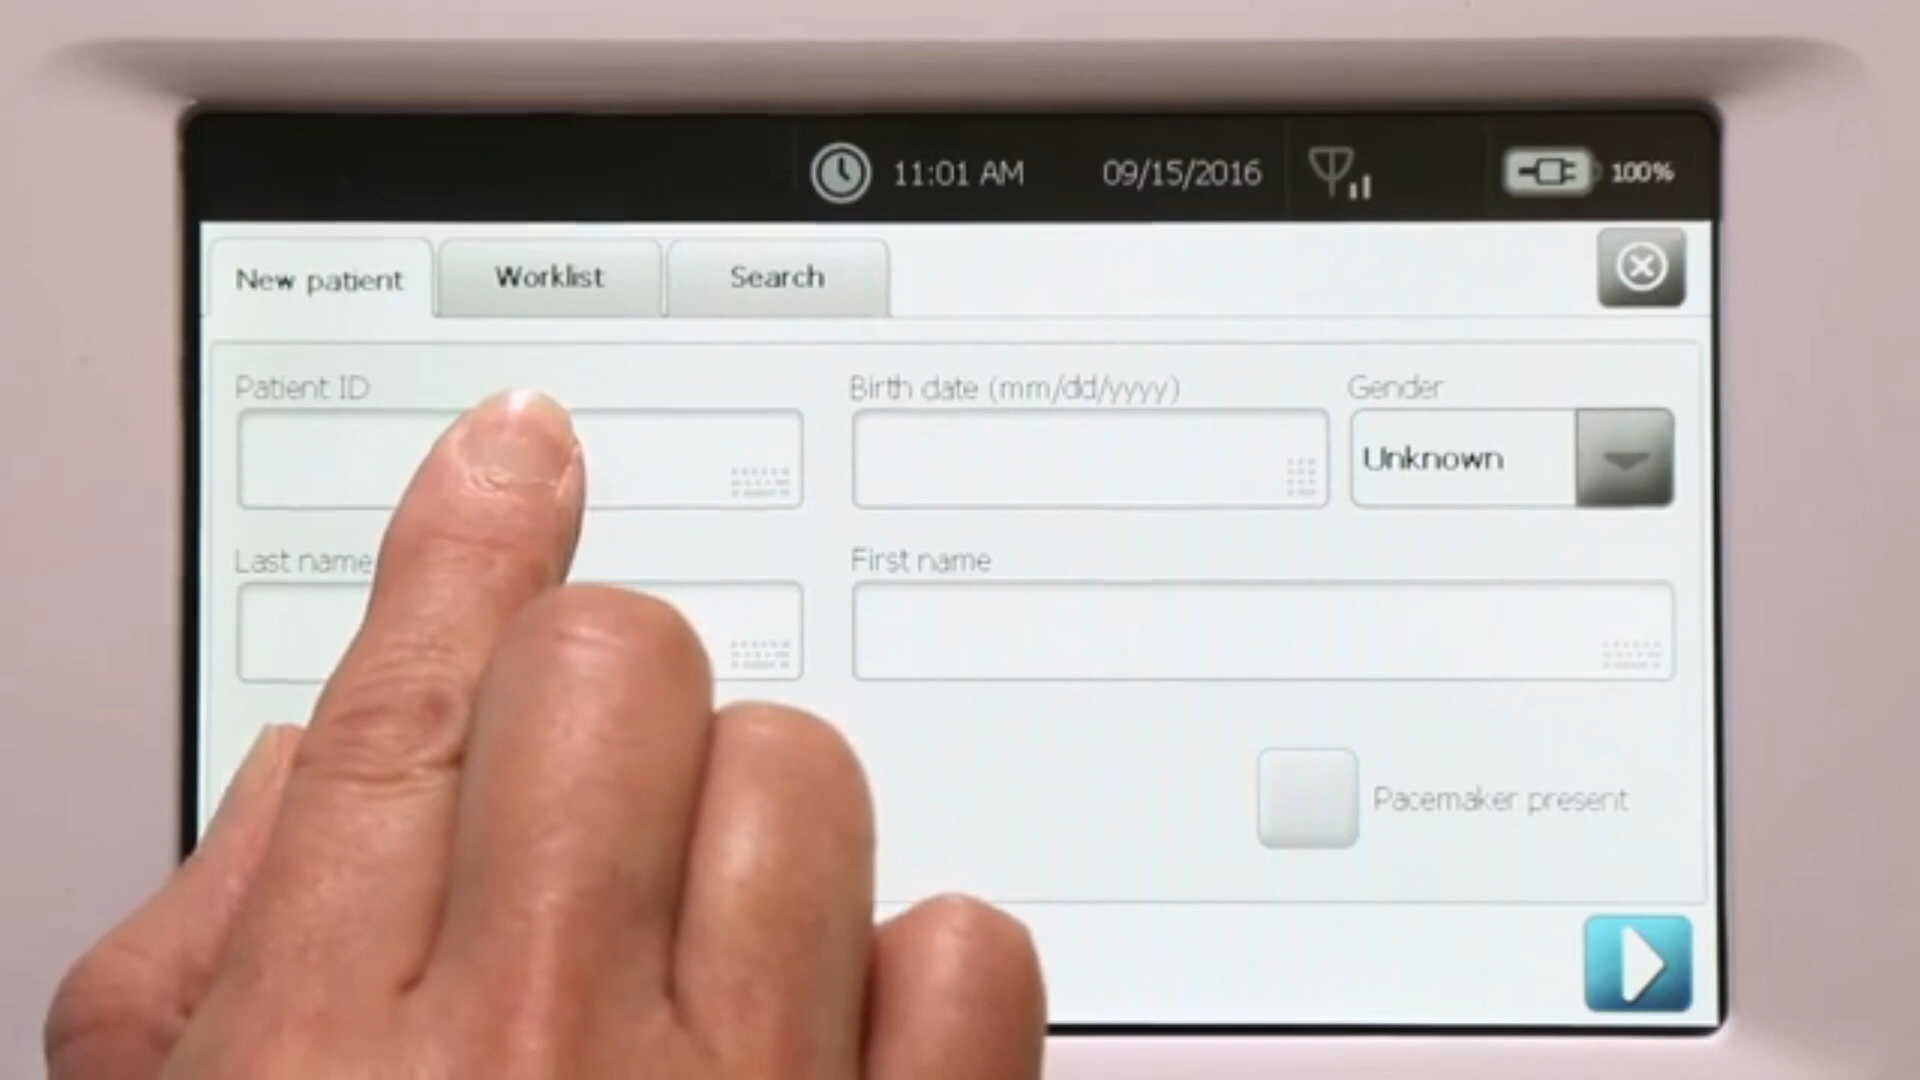 11:01 AM 09/15/2016 100%
New patient Worklist Search
Patient ID Birth date (mm/dd/yyyy) Gender
Unknown
Last name First name
Pacemaker present